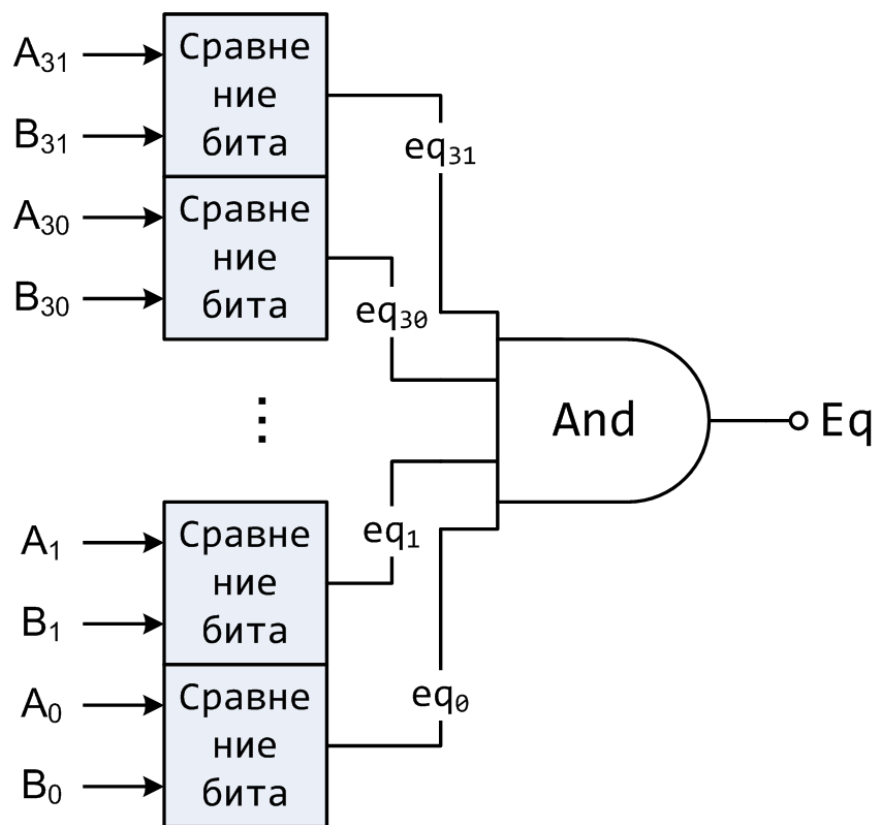 A31
B31
Сравне
ние
бита
eq31
A30
B30
Сравне
ние
бита
eq30
⋮
And
Eq
A1
B1
Сравне
ние
бита
eq1
A0
B0
Сравне
ние
бита
eq0